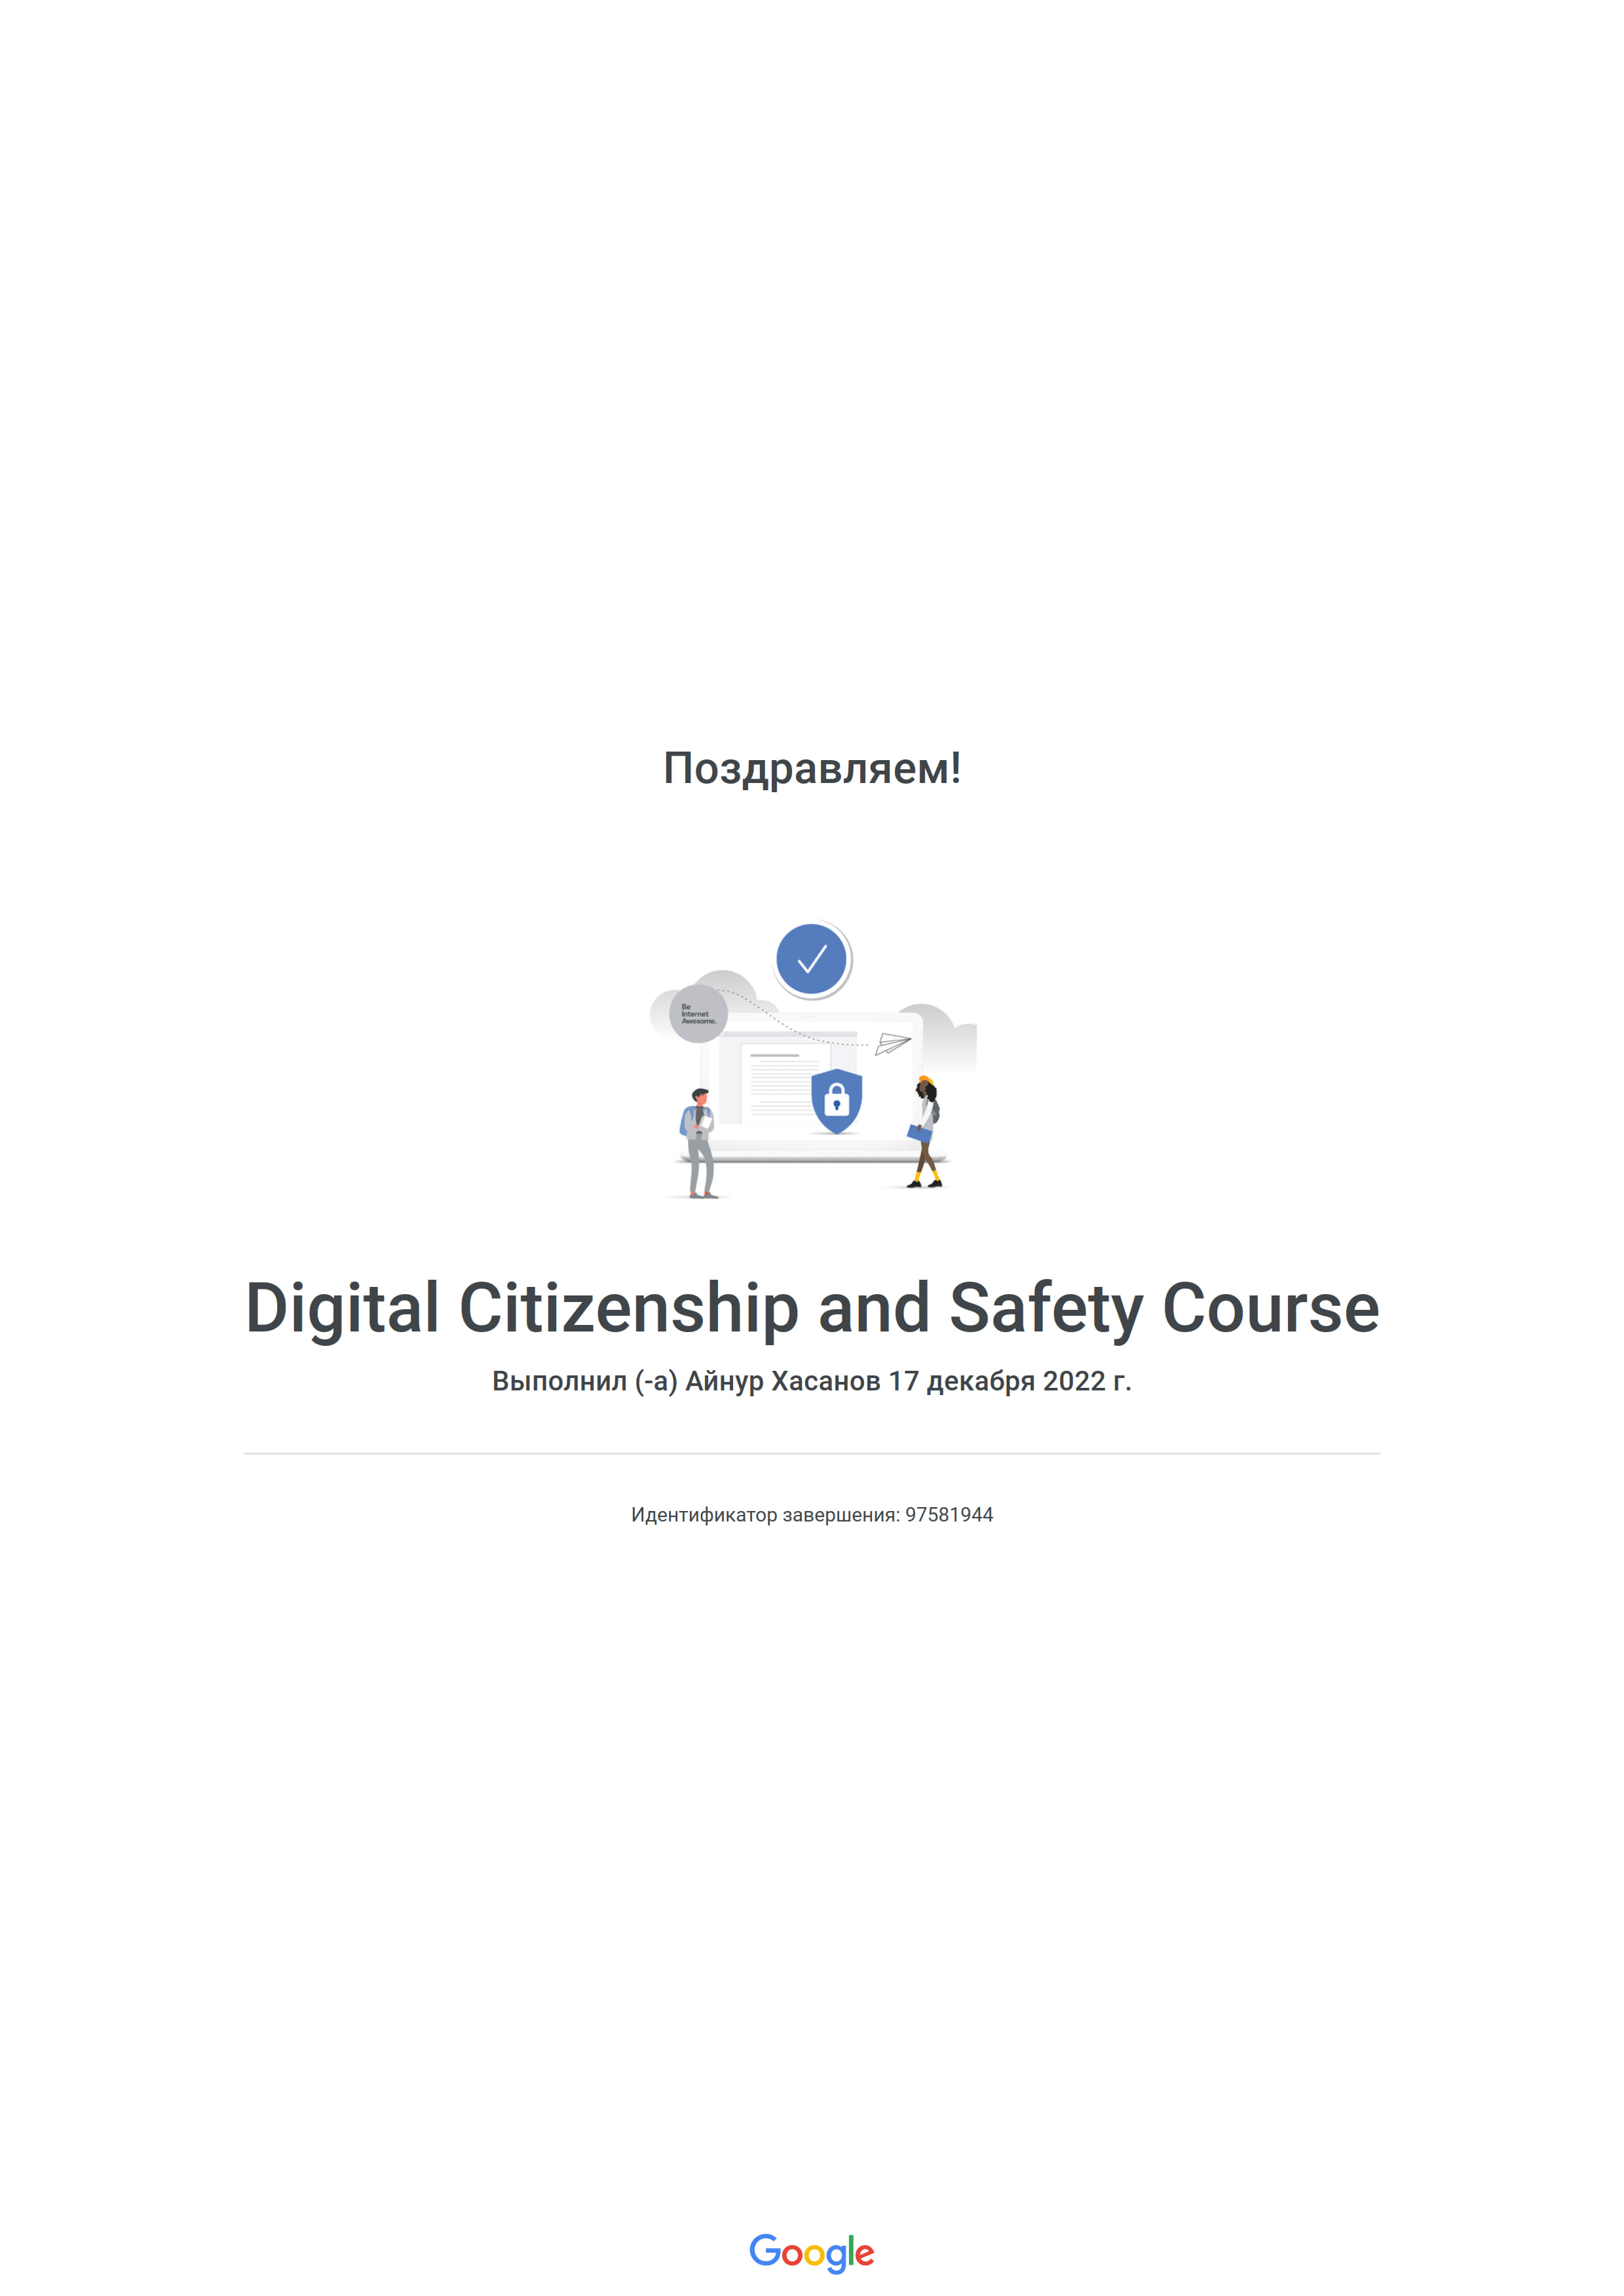 Поздравляем!
Be
Internet
Awesome.
Digital Citizenship and Safety Course
Выполнил (-а) Айнур Хасанов 17 декабря 2022 г.
Идентификатор завершения: 97581944
Google